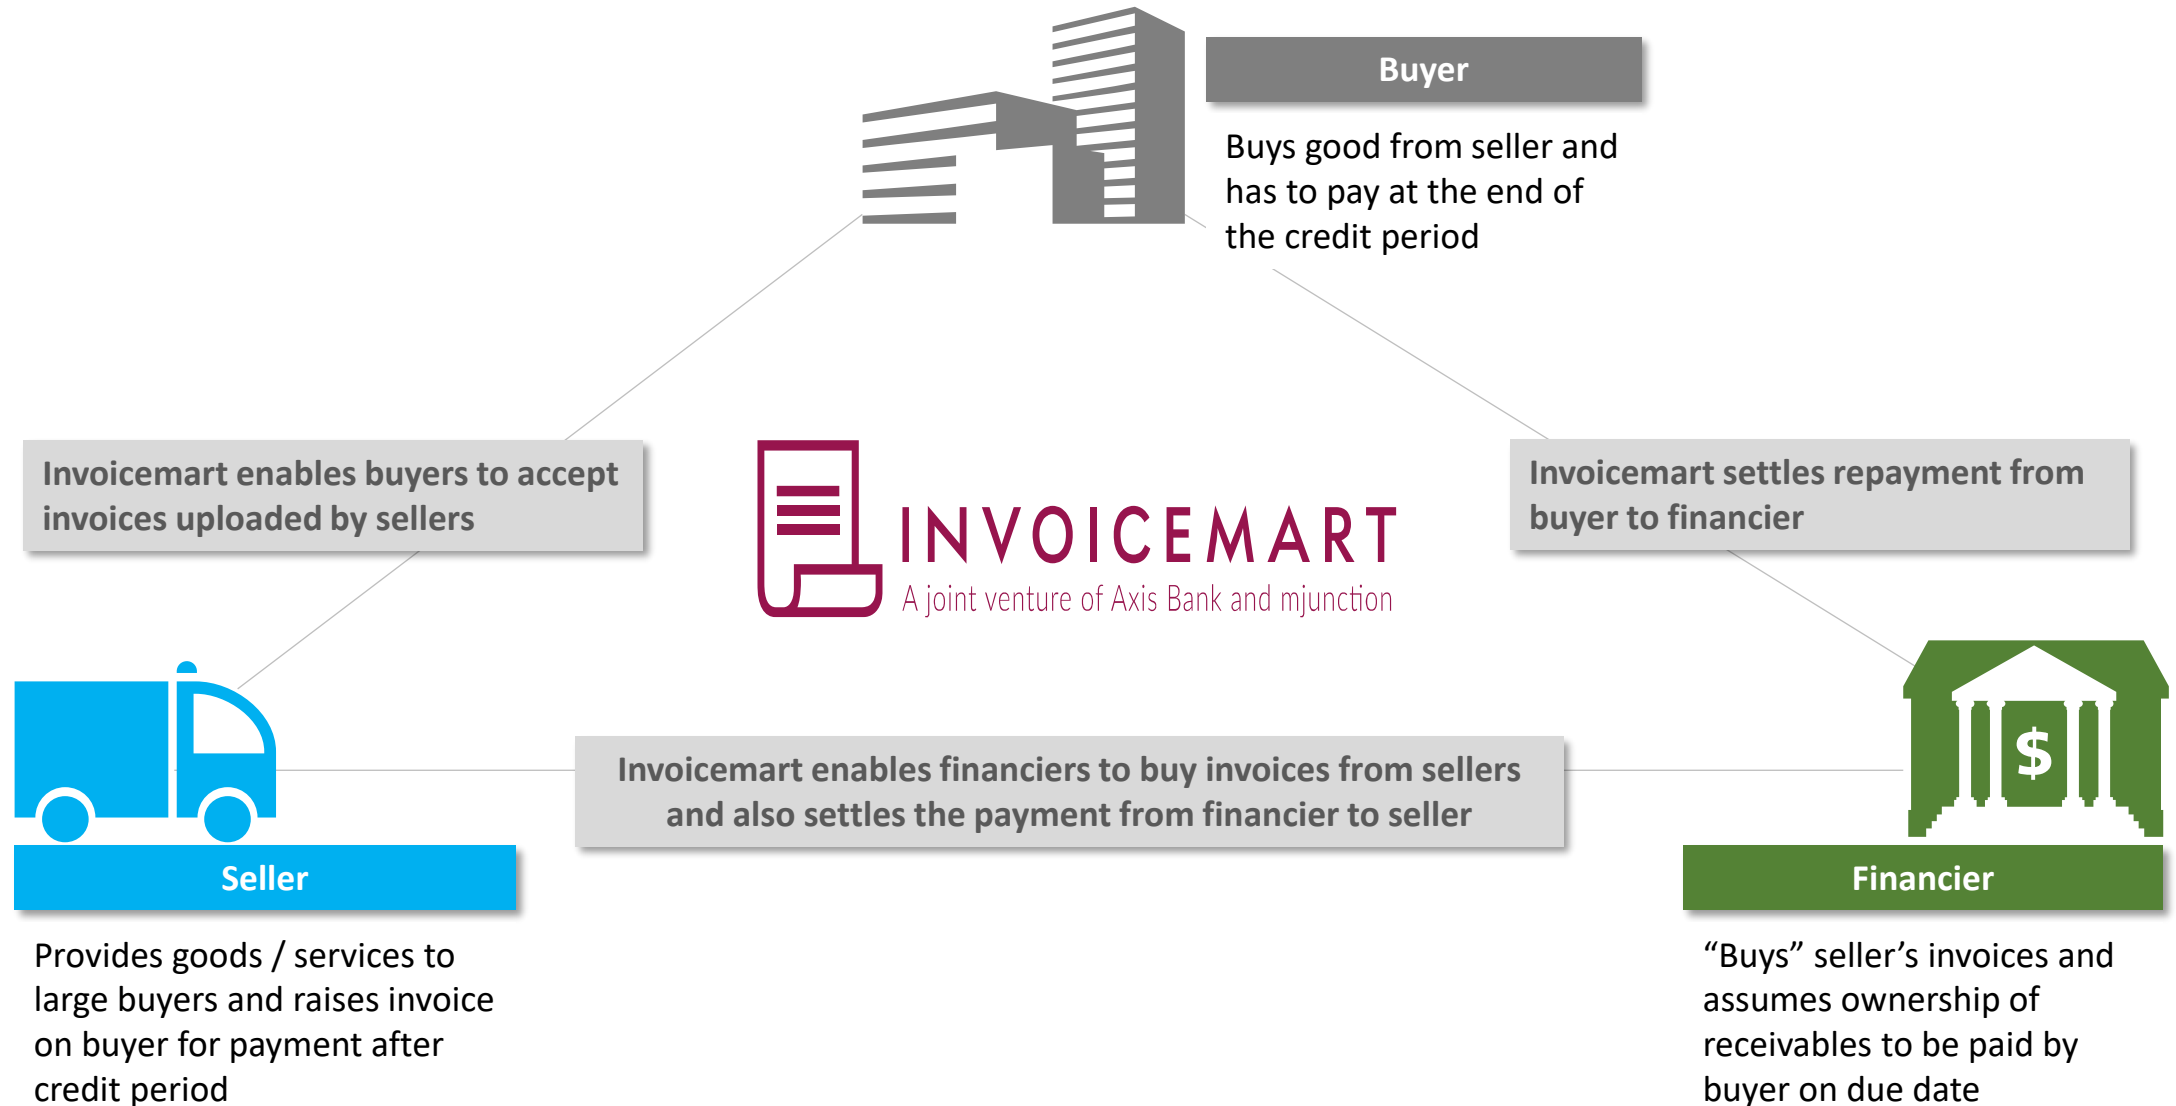 Buyer
Buys good from seller and
has to pay at the end of
the credit period
Invoicemart enables buyers to accept
invoices uploaded by sellers
INVOICEMART
A joint venture of Axis Bank and mjunction
Invoicemart settles repayment from
buyer to financier
$
Invoicemart enables financiers to buy invoices from sellers
and also settles the payment from financier to seller
Seller
Provides goods / services to
large buyers and raises invoice
on buyer for payment after
credit period
Financier
“Buys” seller’s invoices and
assumes ownership of
receivables to be paid by
buyer on due date